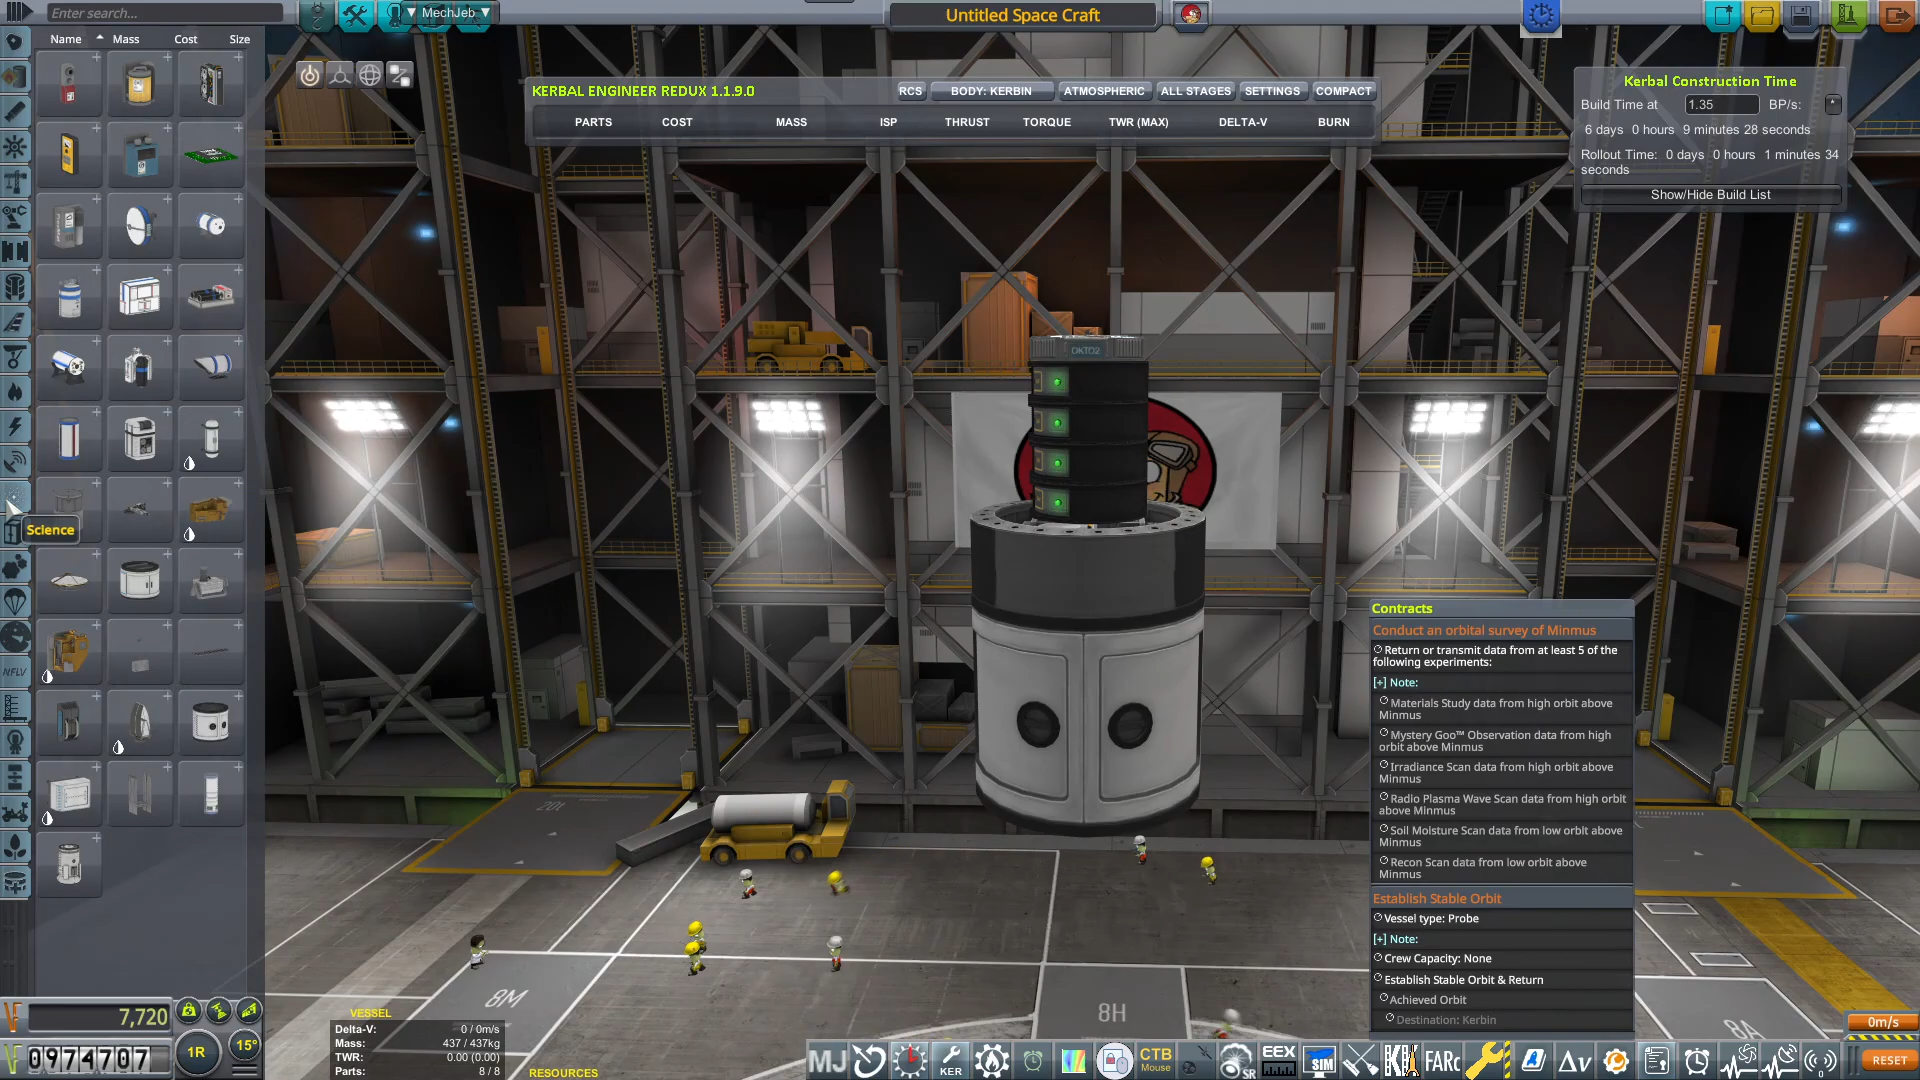 Enter search...
MechJeb
Untitled Space Craft
Name
Mass
Cost
Size
KERBAL ENGINEER REDUX 1.1.9.0
RCS
BODY: KERBIN
ATMOSPHERIC
ALL STAGES
SETTINGS
COMPACT
PARTS
COST
MASS
ISP
THRUST
TORQUE
TWR (MAX)
DELTA-V
BURN
Kerbal Construction Time
Build Time at
1.35
BP/s:
6 days 0 hours 9 minutes 28 seconds
Rollout Time: 0 days 0 hours 1 minutes 34
seconds
Show/Hide Build List
OKTO2
Science
NFLV
20t
8M
8H
8A
Contracts
Conduct an orbital survey of Minmus
Return or transmit data from at least 5 of the
following experiments:
[+] Note:
Materials Study data from high orbit above
Minmus
Mystery Goo™ Observation data from high
orbit above Minmus
Irradiance Scan data from high orbit above
Minmus
Radio Plasma Wave Scan data from high orbit
above Minmus
Soil Moisture Scan data from low orbit above
Minmus
Recon Scan data from low orbit above
Minmus
Establish Stable Orbit
Vessel type: Probe
[+] Note:
Crew Capacity: None
Establish Stable Orbit & Return
Achieved Orbit
Destination: Kerbin
7,720
0974707
1R
15°
VESSEL
Delta-V: 0 / 0m/s
Mass: 437 / 437kg
TWR: 0.00 (0.00)
Parts: 8 / 8
RESOURCES
MJ
KER
CTB
Mouse
SR
EEX
SIM
FARc
Δv
0m/s
RESET